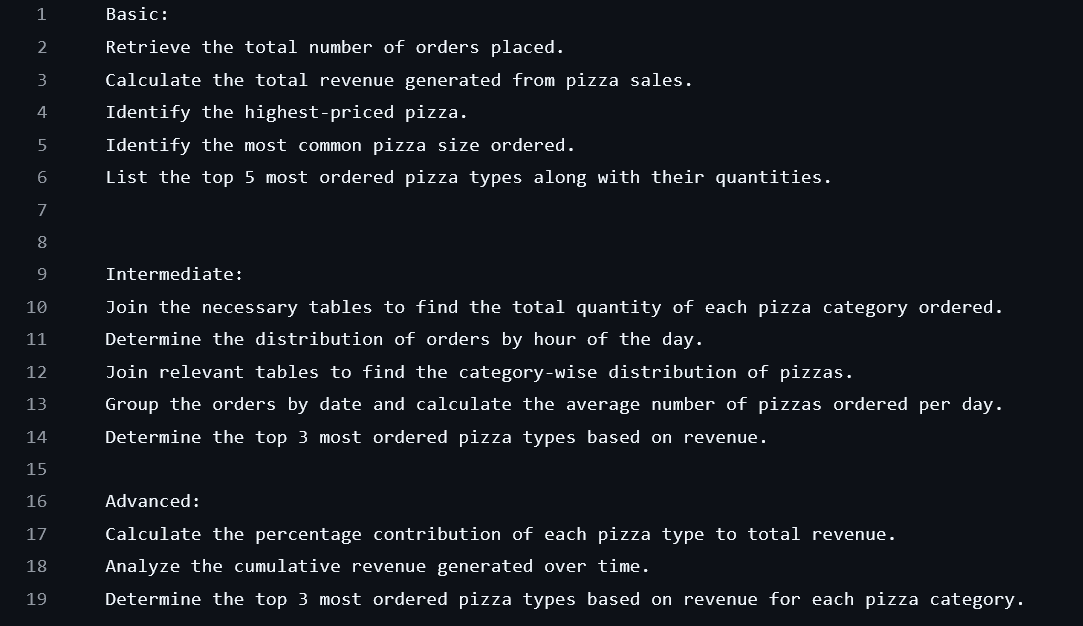 1 Basic:
2 Retrieve the total number of orders placed.
3 Calculate the total revenue generated from pizza sales.
4 Identify the highest-priced pizza.
5 Identify the most common pizza size ordered.
6 List the top 5 most ordered pizza types along with their quantities.
7
8
9 Intermediate:
10 Join the necessary tables to find the total quantity of each pizza category ordered.
11 Determine the distribution of orders by hour of the day.
12 Join relevant tables to find the category-wise distribution of pizzas.
13 Group the orders by date and calculate the average number of pizzas ordered per day.
14 Determine the top 3 most ordered pizza types based on revenue.
15
16 Advanced:
17 Calculate the percentage contribution of each pizza type to total revenue.
18 Analyze the cumulative revenue generated over time.
19 Determine the top 3 most ordered pizza types based on revenue for each pizza category.